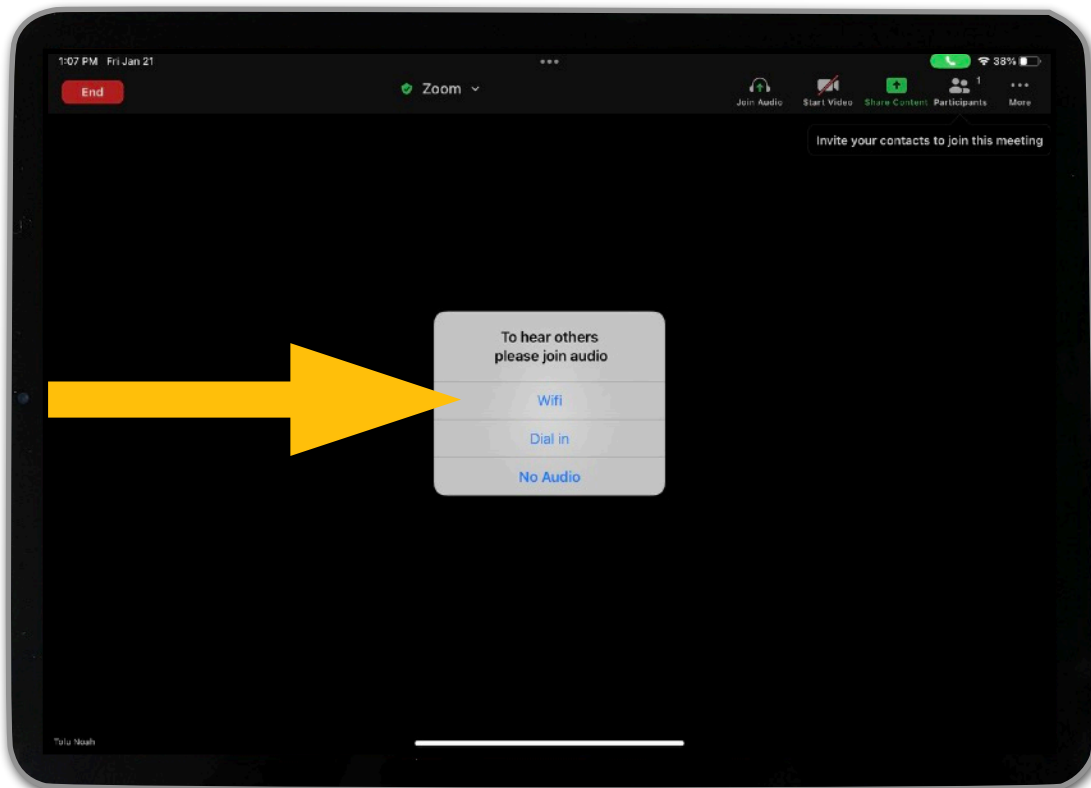 1:07 PM Fri Jan 21
38%
End
Zoom
Join Audio
Start Video
Share Content
Participants
1
More
Invite your contacts to join this meeting
To hear others
please join audio
Wifi
Dial in
No Audio
Tolu Noah